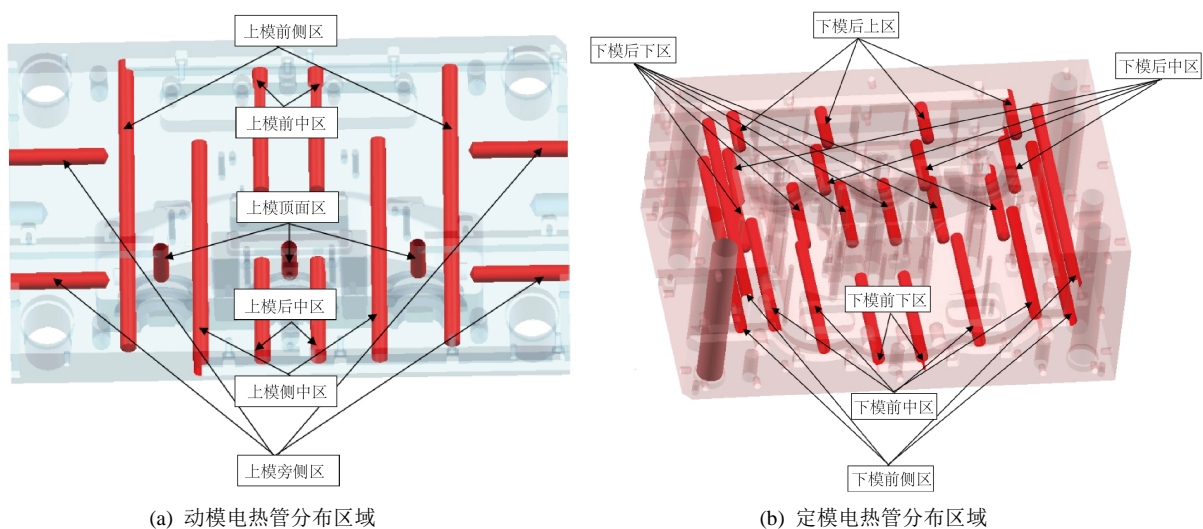 上模前侧区
上模前中区
上模顶面区
上模后中区
上模侧中区
上模旁侧区
(a) 动模电热管分布区域
下模后上区
下模后下区
下模后中区
下模前下区
下模前中区
下模前侧区
(b) 定模电热管分布区域